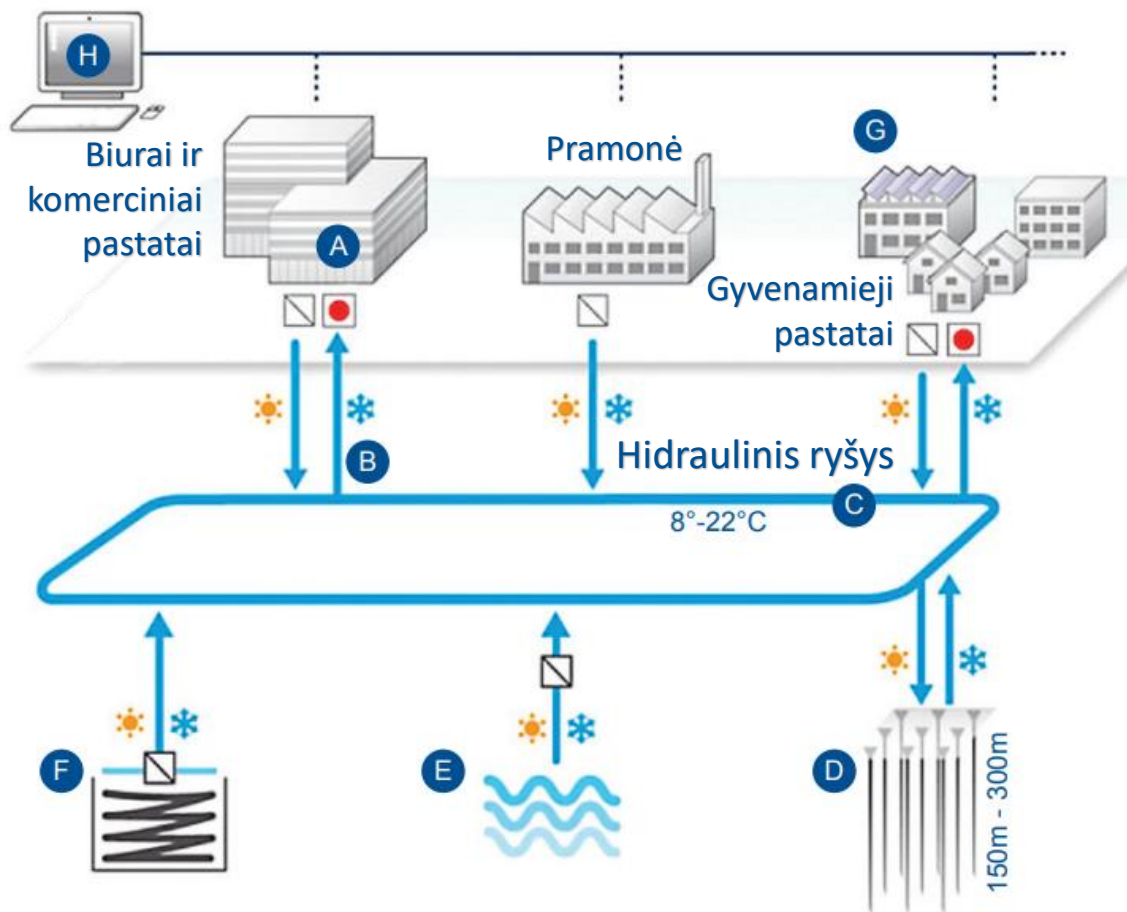 H
Biurai ir
komerciniai
pastatai
A
Pramonė
G
Gyvenamieji
pastatai
B
Hidraulinis ryšys
C
8°-22°C
F
E
D
150m - 300m